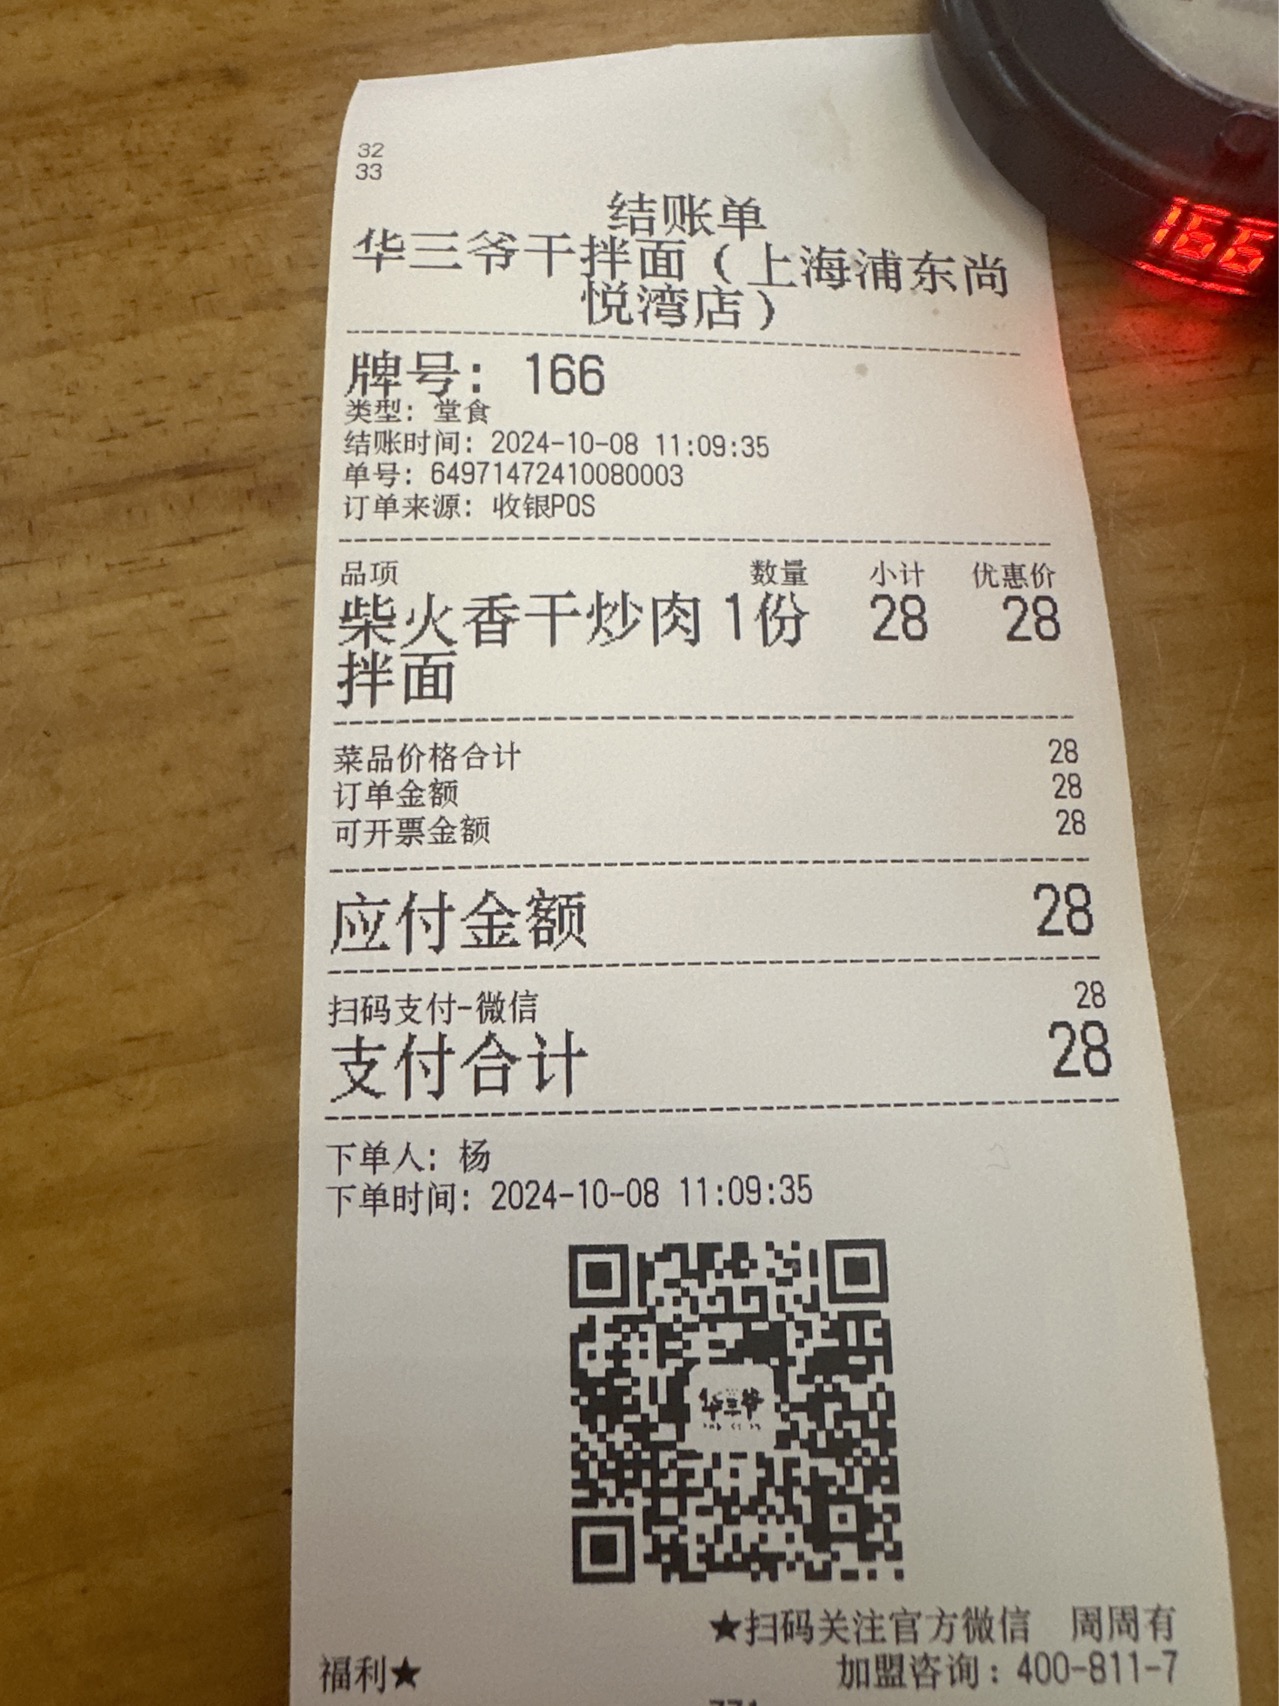 32
33
结账单
华三爷干拌面（上海浦东尚
悦湾店）
166
牌号：166
类型：堂食
结账时间：2024-10-08 11:09:35
单号：64971472410080003
订单来源：收银POS
品项 数量 小计 优惠价
柴火香干炒肉 1份 28 28
拌面
菜品价格合计 28
订单金额 28
可开票金额 28
应付金额 28
扫码支付-微信 28
支付合计 28
下单人：杨
下单时间：2024-10-08 11:09:35
华三爷
★扫码关注官方微信 周周有
福利★ 加盟咨询：400-811-7